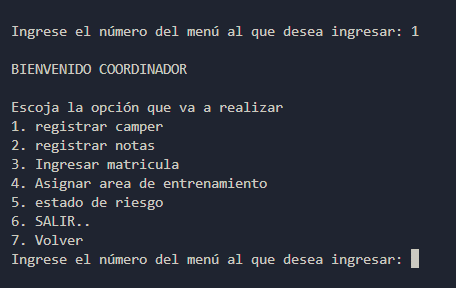 Ingrese el número del menú al que desea ingresar: 1
BIENVENIDO COORDINADOR
Escoja la opción que va a realizar
1. registrar camper
2. registrar notas
3. Ingresar matricula
4. Asignar area de entrenamiento
5. estado de riesgo
6. SALIR..
7. Volver
Ingrese el número del menú al que desea ingresar: